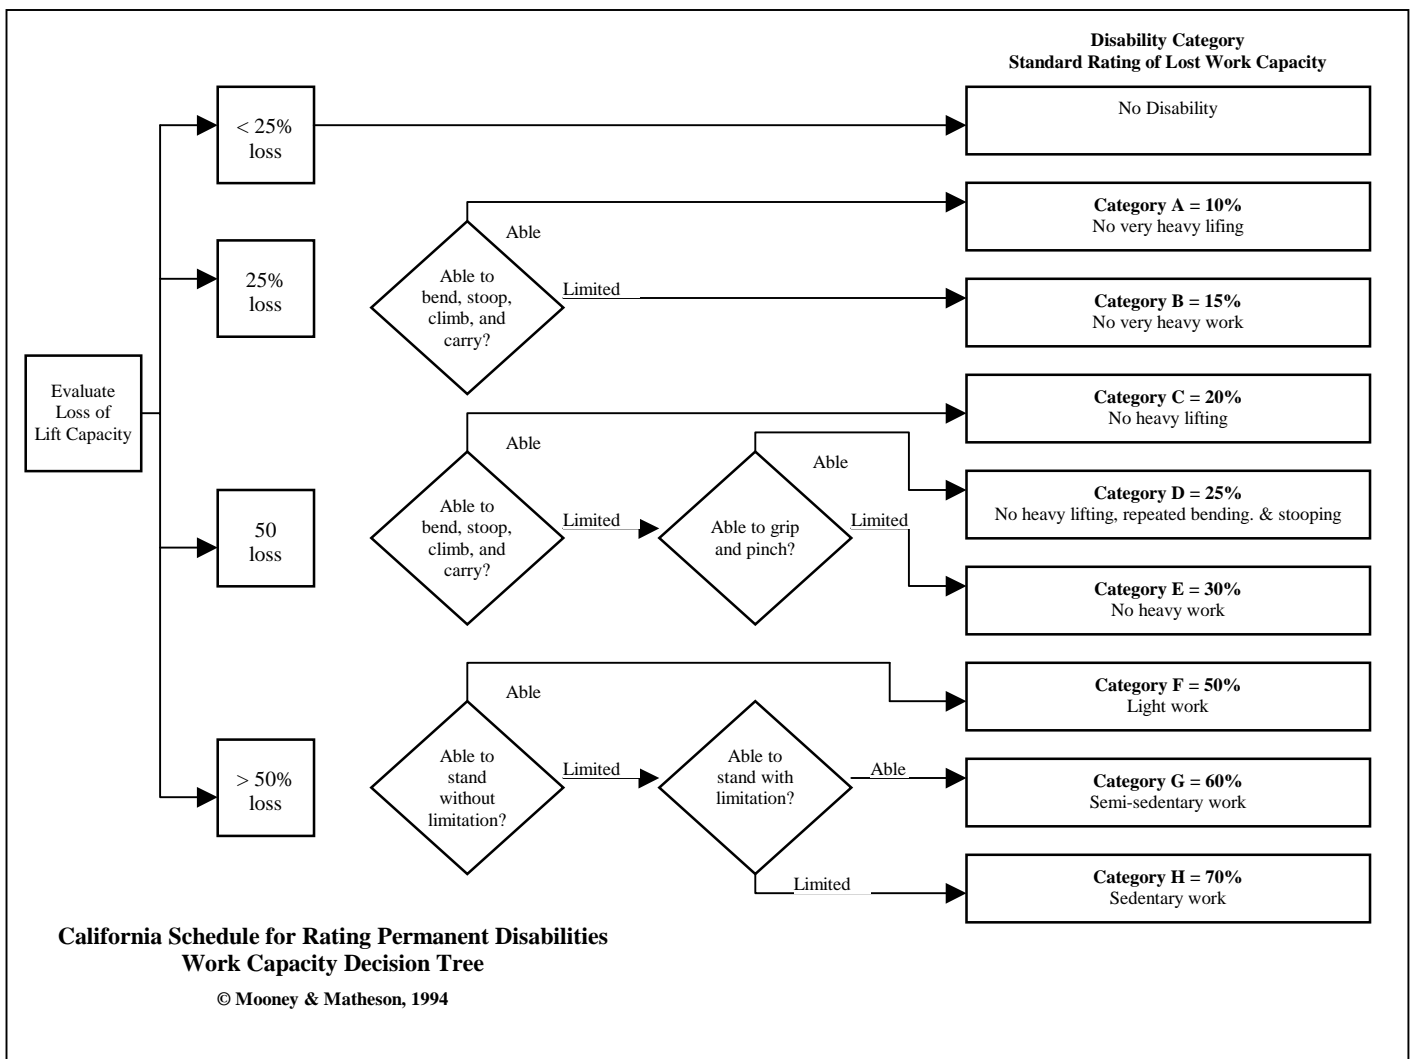 Disability Category
Standard Rating of Lost Work Capacity
< 25%
loss
No Disability
Able
Category A = 10%
No very heavy lifing
25%
loss
Able to
bend, stoop,
climb, and
carry?
Limited
Category B = 15%
No very heavy work
Evaluate
Loss of
Lift Capacity
Able
Category C = 20%
No heavy lifting
50
loss
Able to
bend, stoop,
climb, and
carry?
Limited
Able to grip
and pinch?
Able
Category D = 25%
No heavy lifting, repeated bending. & stooping
Limited
Category E = 30%
No heavy work
Able
Category F = 50%
Light work
> 50%
loss
Able to
stand
without
limitation?
Limited
Able to
stand with
limitation?
Able
Category G = 60%
Semi-sedentary work
Limited
Category H = 70%
Sedentary work
California Schedule for Rating Permanent Disabilities
Work Capacity Decision Tree
© Mooney & Matheson, 1994